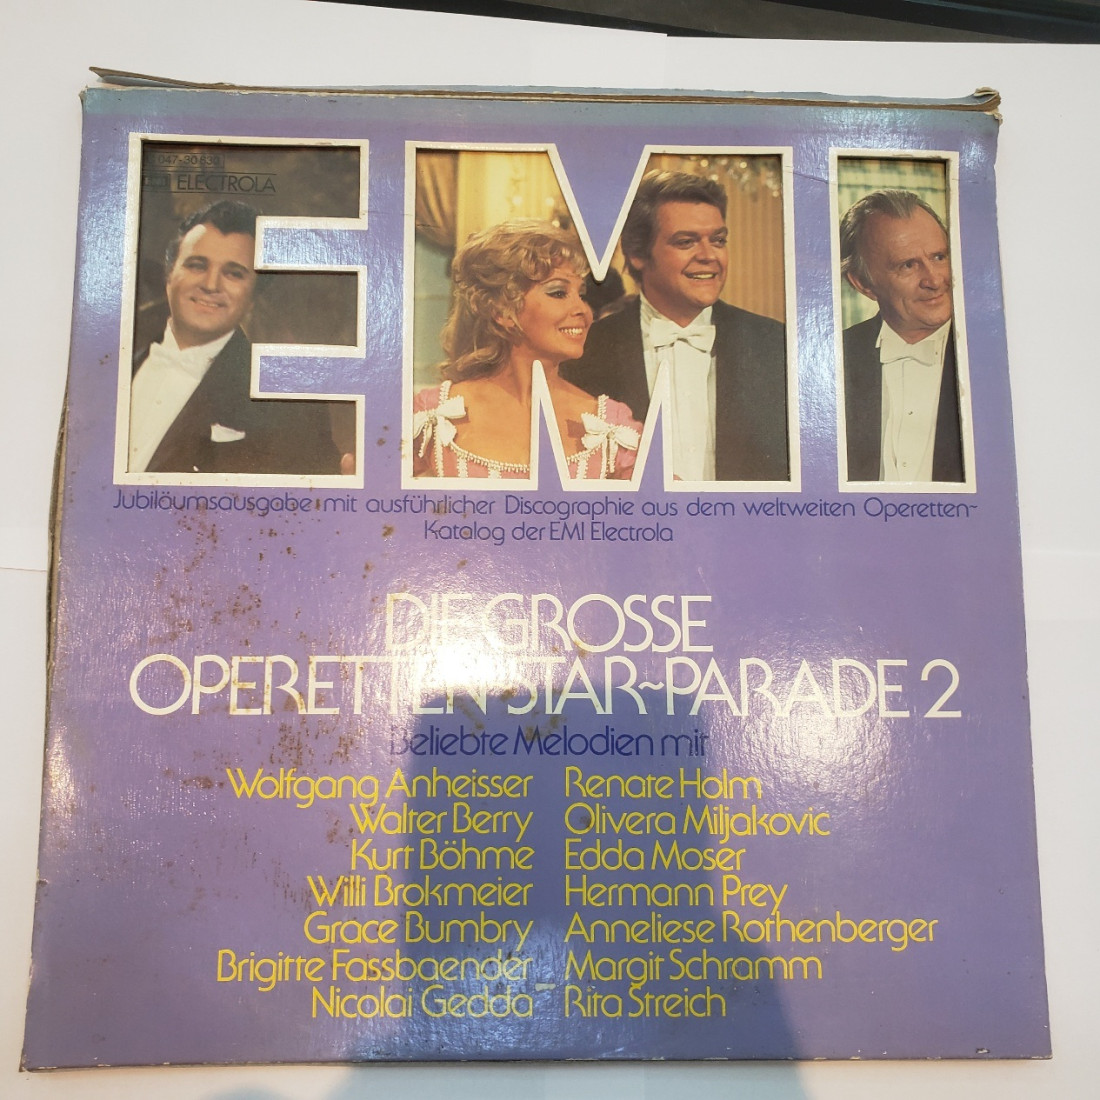 EMI
047-30 630
ELECTROLA
Jubiläumsausgabe mit ausführlicher Discographie aus dem weltweiten Operetten-
Katalog der EMI Electrola
DIE GROSSE
OPERETTEN-STAR-PARADE 2
Beliebte Melodien mit
Wolfgang Anheisser
Walter Berry
Kurt Böhme
Willi Brokmeier
Grace Bumbry
Brigitte Fassbaender
Nicolai Gedda
Renate Holm
Olivera Miljakovic
Edda Moser
Hermann Prey
Anneliese Rothenberger
Margit Schramm
Rita Streich